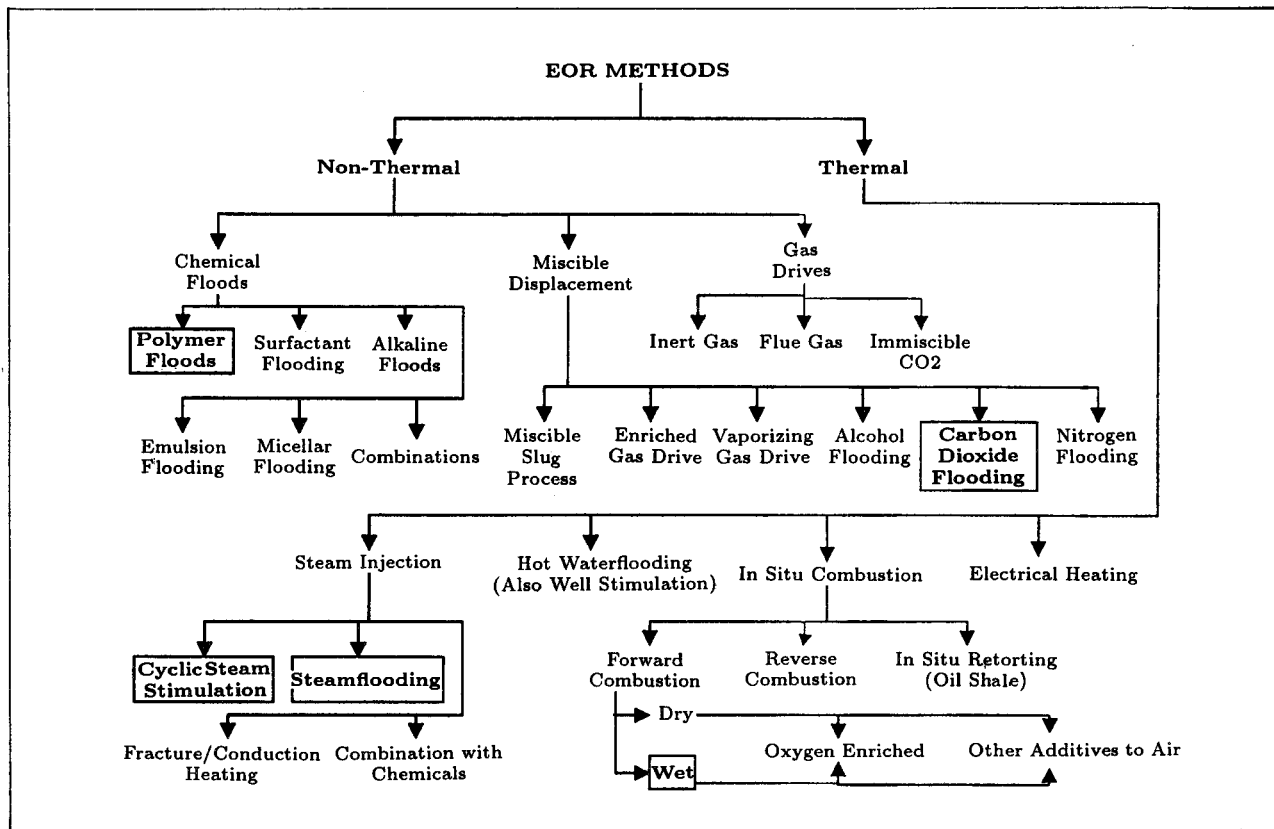 EOR METHODS
Non-Thermal
Thermal
Chemical
Floods
Miscible
Displacement
Gas
Drives
Polymer
Floods
Surfactant
Flooding
Alkaline
Floods
Inert Gas
Flue Gas
Immiscible
CO2
Emulsion
Flooding
Micellar
Flooding
Combinations
Miscible
Slug
Process
Enriched
Gas Drive
Vaporizing
Gas Drive
Alcohol
Flooding
Carbon
Dioxide
Flooding
Nitrogen
Flooding
Steam Injection
Hot Waterflooding
(Also Well Stimulation)
In Situ Combustion
Electrical Heating
Cyclic Steam
Stimulation
Steamflooding
Forward
Combustion
Reverse
Combustion
In Situ Retorting
(Oil Shale)
Fracture/Conduction
Heating
Combination with
Chemicals
Dry
Oxygen Enriched
Other Additives to Air
Wet